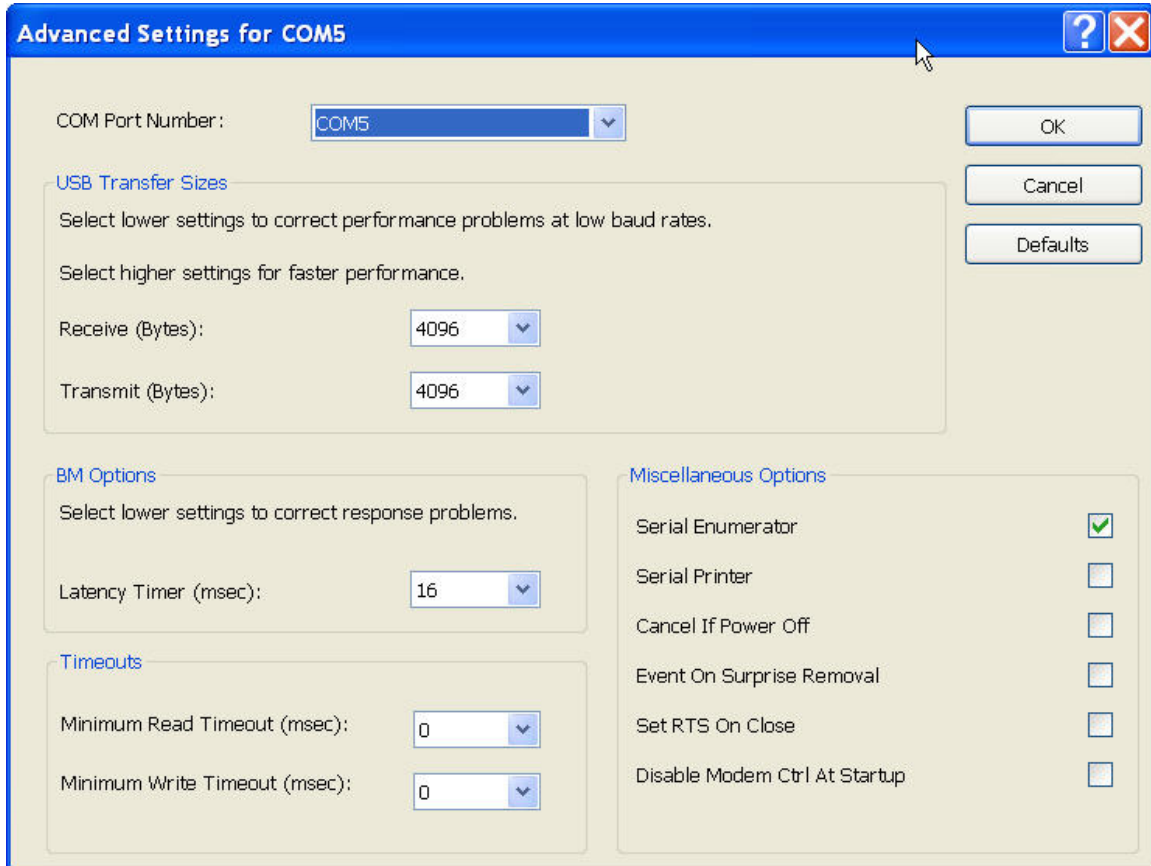 Advanced Settings for COM5
COM Port Number:
COM5
OK
Cancel
Defaults
USB Transfer Sizes
Select lower settings to correct performance problems at low baud rates.
Select higher settings for faster performance.
Receive (Bytes):
4096
Transmit (Bytes):
4096
BM Options
Select lower settings to correct response problems.
Latency Timer (msec):
16
Timeouts
Minimum Read Timeout (msec):
0
Minimum Write Timeout (msec):
0
Miscellaneous Options
Serial Enumerator
Serial Printer
Cancel If Power Off
Event On Surprise Removal
Set RTS On Close
Disable Modem Ctrl At Startup